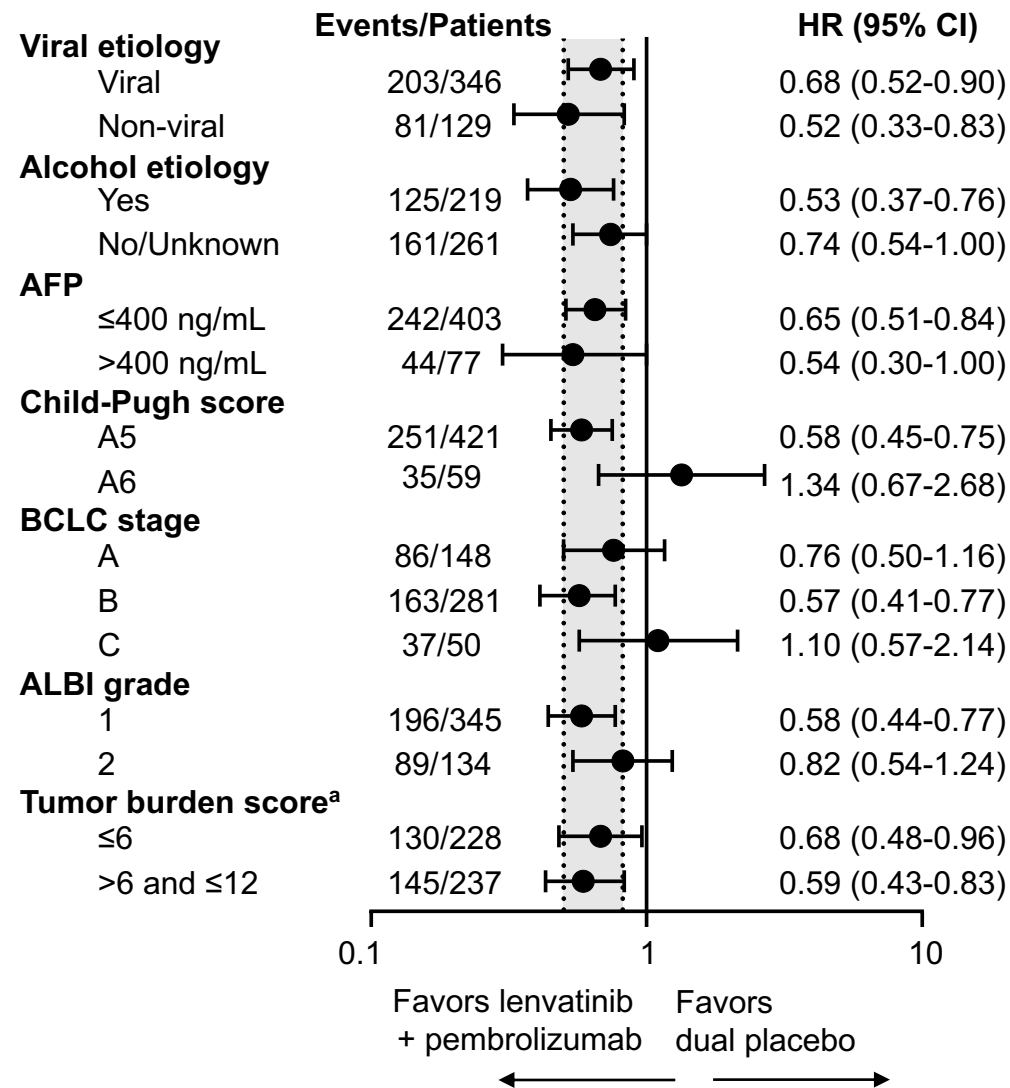 Events/Patients HR (95% CI)
Viral etiology
Viral 203/346 0.68 (0.52-0.90)
Non-viral 81/129 0.52 (0.33-0.83)
Alcohol etiology
Yes 125/219 0.53 (0.37-0.76)
No/Unknown 161/261 0.74 (0.54-1.00)
AFP
≤400 ng/mL 242/403 0.65 (0.51-0.84)
>400 ng/mL 44/77 0.54 (0.30-1.00)
Child-Pugh score
A5 251/421 0.58 (0.45-0.75)
A6 35/59 1.34 (0.67-2.68)
BCLC stage
A 86/148 0.76 (0.50-1.16)
B 163/281 0.57 (0.41-0.77)
C 37/50 1.10 (0.57-2.14)
ALBI grade
1 196/345 0.58 (0.44-0.77)
2 89/134 0.82 (0.54-1.24)
Tumor burden scoreᵃ
≤6 130/228 0.68 (0.48-0.96)
>6 and ≤12 145/237 0.59 (0.43-0.83)
0.1 1 10
Favors lenvatinib Favors
+ pembrolizumab dual placebo